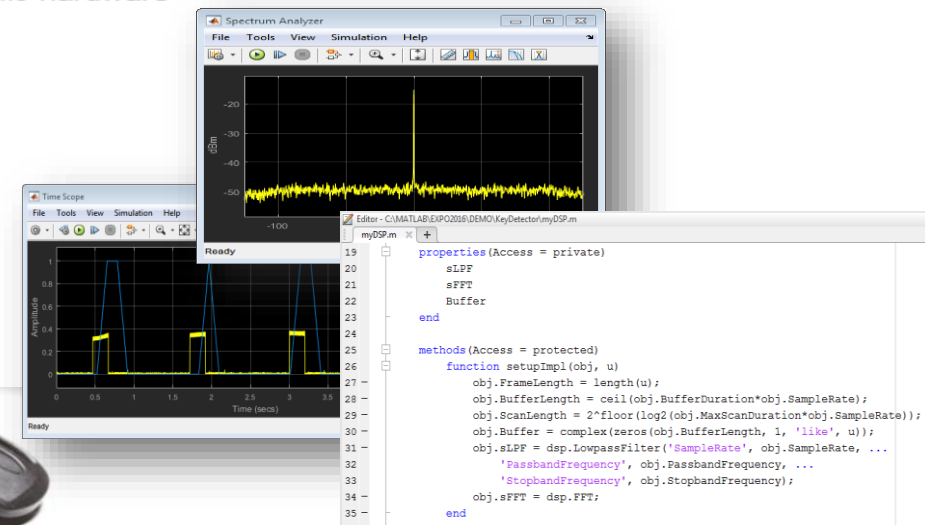 Spectrum Analyzer
File Tools View Simulation Help
dBm
-20
-30
-40
-50
-100
Ready
Time Scope
File Tools View Simulation Help
Amplitude
1
0.8
0.6
0.4
0.2
0
0 0.5 1 1.5 2 2.5 3 3.5
Time (secs)
Ready
Editor - C:\MATLAB\EXPO2016\DEMO\KeyDetector\myDSP.m
myDSP.m × +
19 properties(Access = private)
20 sLPF
21 sFFT
22 Buffer
23 end
24
25 methods(Access = protected)
26 function setupImpl(obj, u)
27 – obj.FrameLength = length(u);
28 – obj.BufferLength = ceil(obj.BufferDuration*obj.SampleRate);
29 – obj.ScanLength = 2^floor(log2(obj.MaxScanDuration*obj.SampleRate));
30 – obj.Buffer = complex(zeros(obj.BufferLength, 1, 'like', u));
31 – obj.sLPF = dsp.LowpassFilter('SampleRate', obj.SampleRate, ...
32 'PassbandFrequency', obj.PassbandFrequency, ...
33 'StopbandFrequency', obj.StopbandFrequency);
34 – obj.sFFT = dsp.FFT;
35 – end